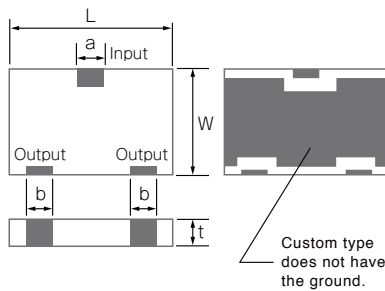 L
a
Input
W
Output
Output
b
b
t
Custom type
does not have
the ground.